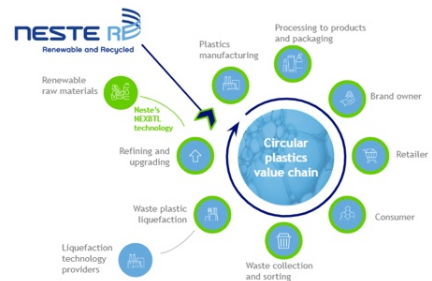 NESTE RE
Renewable and Recycled
Processing to products
and packaging
Plastics
manufacturing
Renewable
raw materials
Neste's
NEXBTL
technology
Brand owner
Circular
plastics
value chain
Refining and
upgrading
Retailer
Waste plastic
liquefaction
Consumer
Liquefaction
technology
providers
Waste collection
and sorting